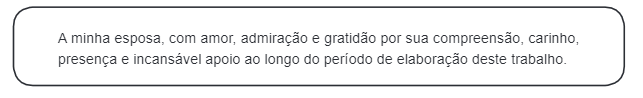 A minha esposa, com amor, admiração e gratidão por sua compreensão, carinho,
presença e incansável apoio ao longo do período de elaboração deste trabalho.